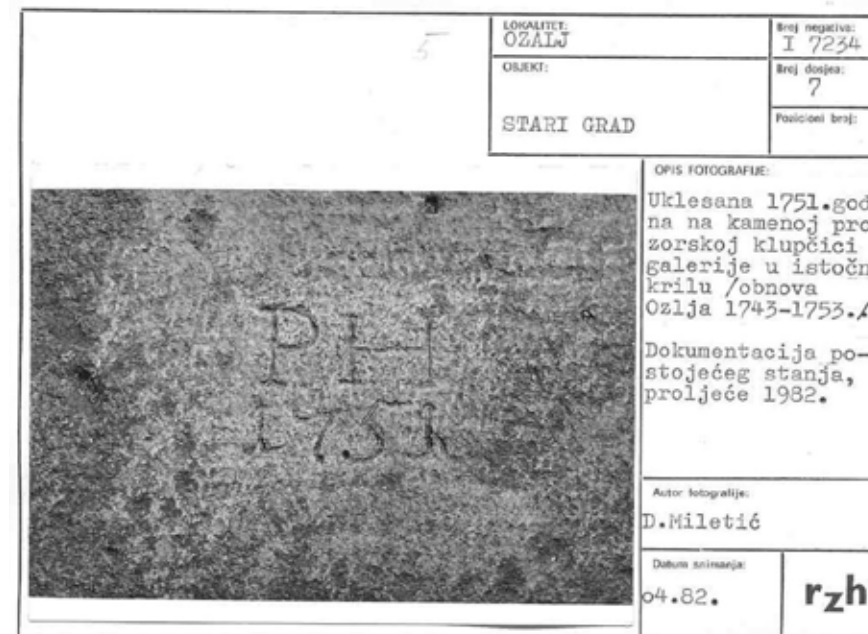 5
LOKALITET:
OZALJ
Broj negativa:
I 7234
OBJEKT:
STARI GRAD
Broj dosjea:
7
Pozicioni broj:
OPIS FOTOGRAFIJE:
Uklesana 1751.god
na na kamenoj pro
zorskoj klupčici
galerije u istočn
krilu /obnova
Ozlja 1743-1753./
Dokumentacija po-
stojećeg stanja,
proljeće 1982.
PH
Autor fotografije:
D.Miletić
Datum snimanja:
o4.82.
rzh